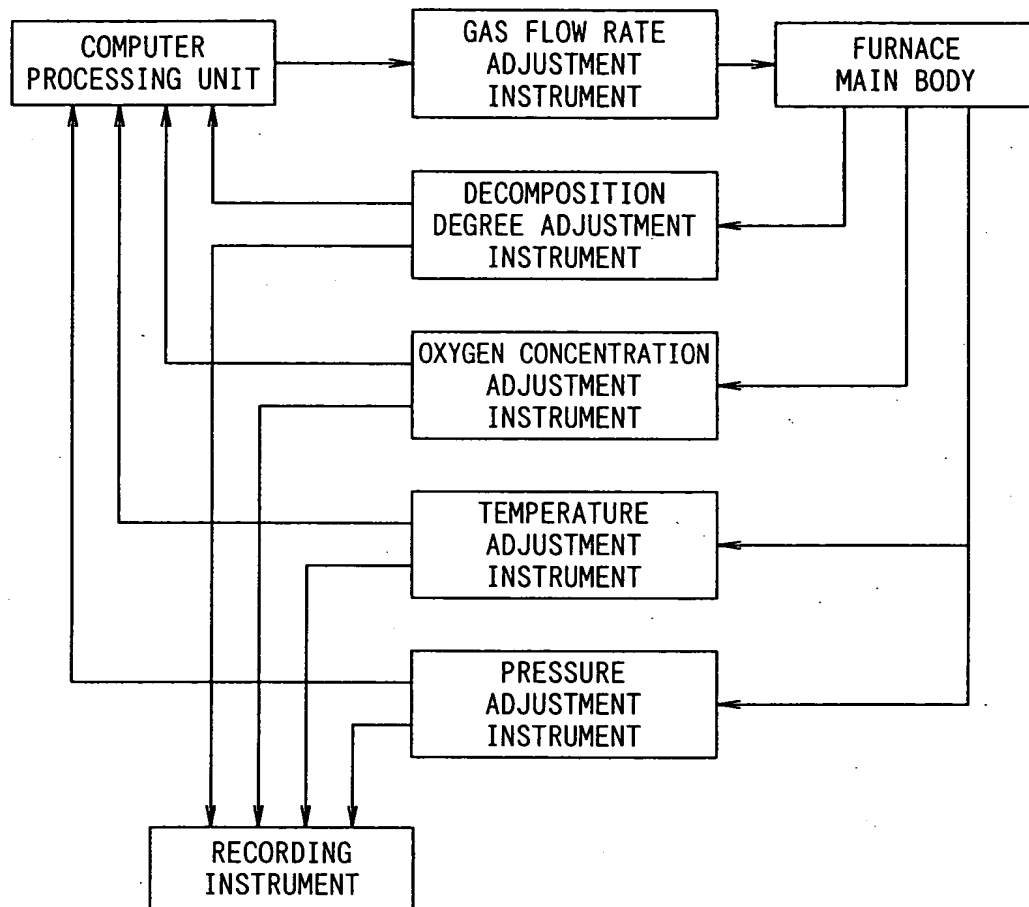 COMPUTER
PROCESSING UNIT
GAS FLOW RATE
ADJUSTMENT
INSTRUMENT
FURNACE
MAIN BODY
DECOMPOSITION
DEGREE ADJUSTMENT
INSTRUMENT
OXYGEN CONCENTRATION
ADJUSTMENT
INSTRUMENT
TEMPERATURE
ADJUSTMENT
INSTRUMENT
PRESSURE
ADJUSTMENT
INSTRUMENT
RECORDING
INSTRUMENT